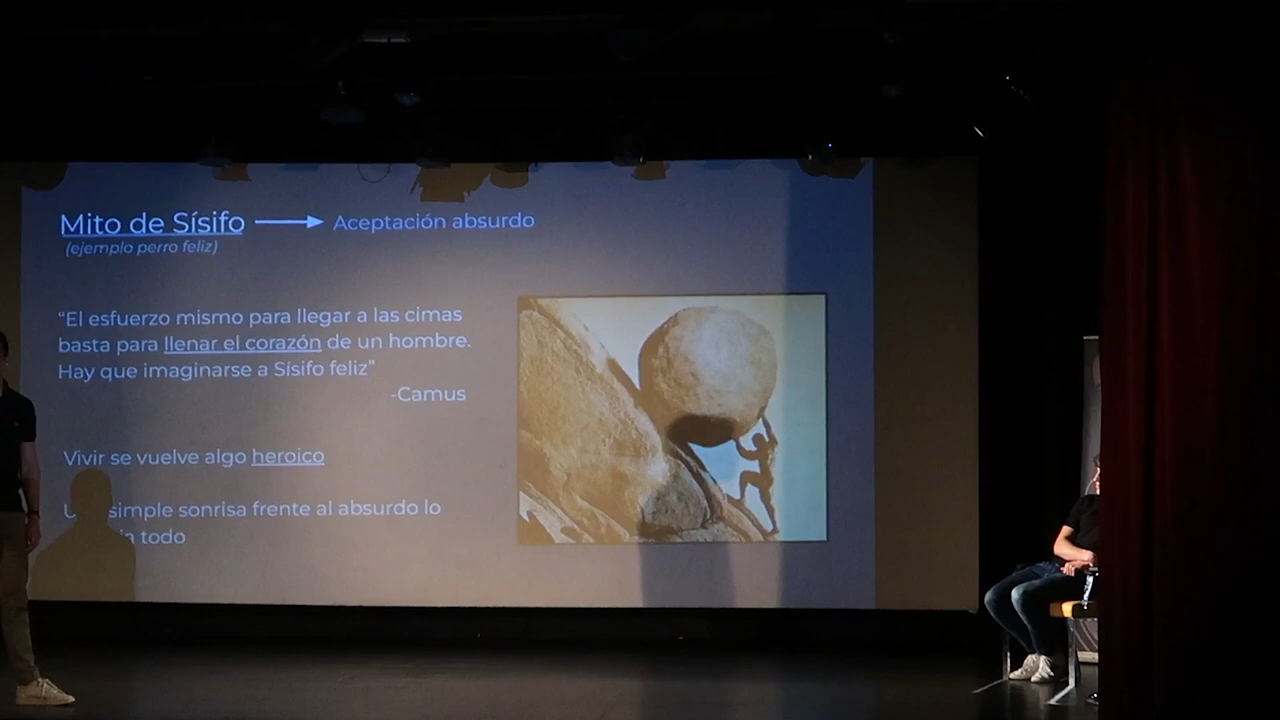 Mito de Sísifo Aceptación absurdo
(ejemplo perro feliz)
“El esfuerzo mismo para llegar a las cimas
basta para llenar el corazón de un hombre.
Hay que imaginarse a Sísifo feliz”
-Camus
Vivir se vuelve algo heroico
simple sonrisa frente al absurdo lo
todo